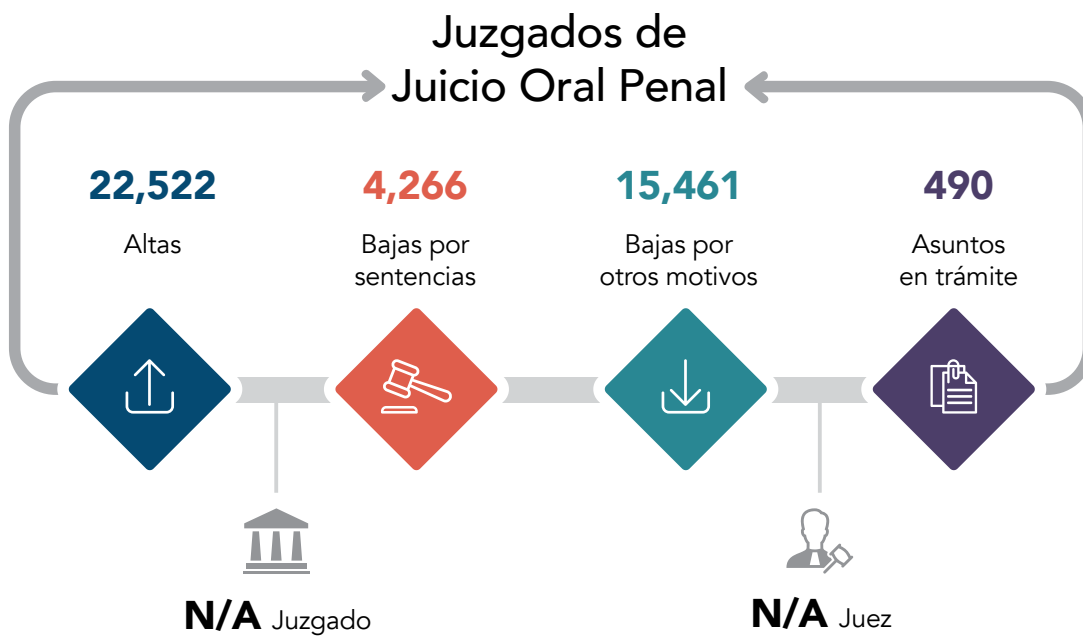 Juzgados de
Juicio Oral Penal
22,522
Altas
4,266
Bajas por
sentencias
15,461
Bajas por
otros motivos
490
Asuntos
en trámite
N/A Juzgado
N/A Juez